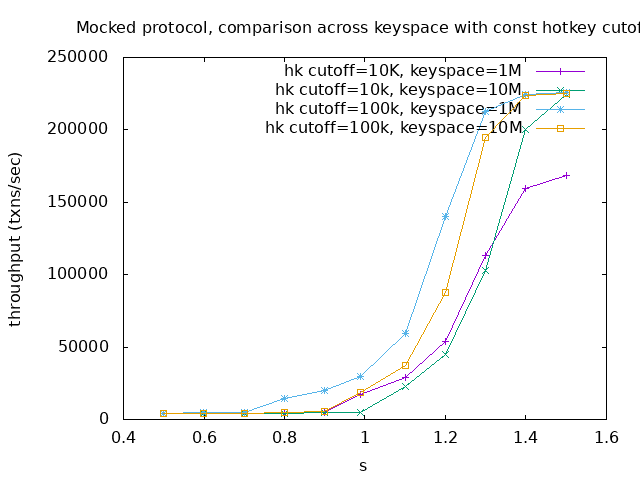 Mocked protocol, comparison across keyspace with const hotkey cutof
250000
200000
150000
100000
50000
0
throughput (txns/sec)
hk cutoff=10K, keyspace=1M
hk cutoff=10k, keyspace=10M
hk cutoff=100k, keyspace=1M
hk cutoff=100k, keyspace=10M
0.4 0.6 0.8 1 1.2 1.4 1.6
s